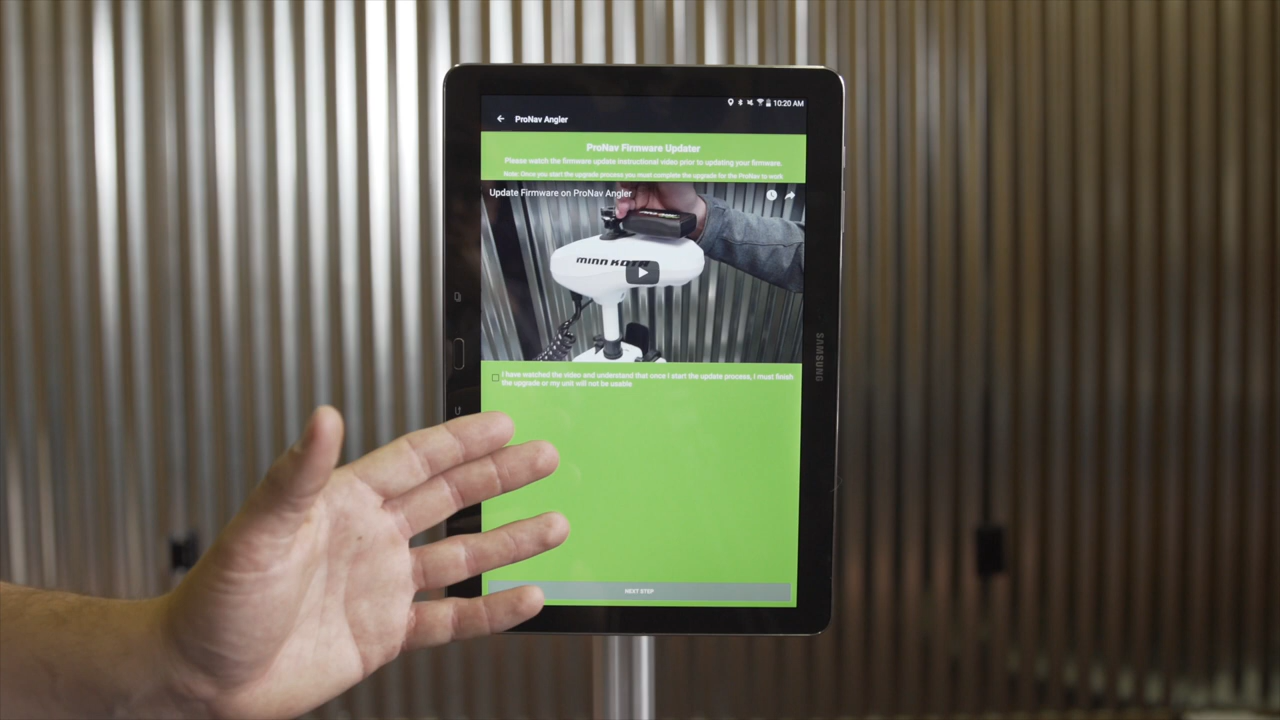 10:20 AM
ProNav Angler
ProNav Firmware Updater
Please watch the firmware update instructional video prior to updating your firmware.
Note: Once you start the upgrade process you must complete the upgrade for the ProNav to work
Update Firmware on ProNav Angler
MINN KOTA
I have watched the video and understand that once I start the update process, I must finish
the upgrade or my unit will not be usable
NEXT STEP
SAMSUNG